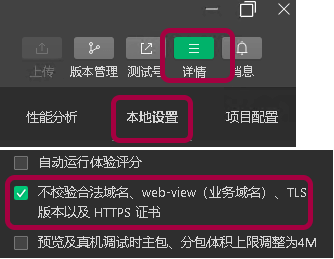 上传 版本管理 测试号 详情 消息
性能分析 本地设置 项目配置
自动运行体验评分
不校验合法域名、web-view（业务域名）、TLS
版本以及 HTTPS 证书
预览及真机调试时主包、分包体积上限调整为4M